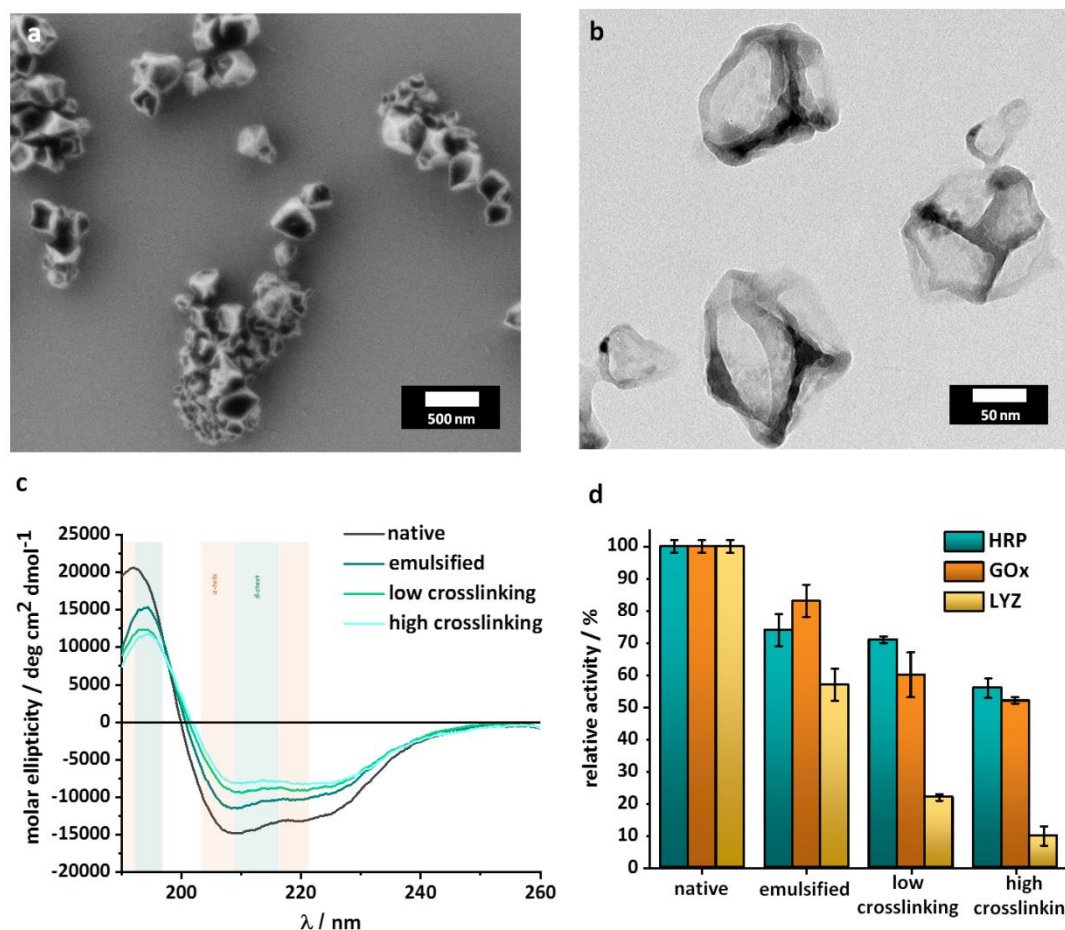 a
500 nm
b
50 nm
c
molar ellipticity / deg cm² dmol⁻¹
25000
20000
15000
10000
5000
0
-5000
-10000
-15000
-20000
200
220
240
260
λ / nm
native
emulsified
low crosslinking
high crosslinking
α-helix
β-sheet
d
relative activity / %
100
90
80
70
60
50
40
30
20
10
0
HRP
GOx
LYZ
native
emulsified
low
crosslinking
high
crosslinkin